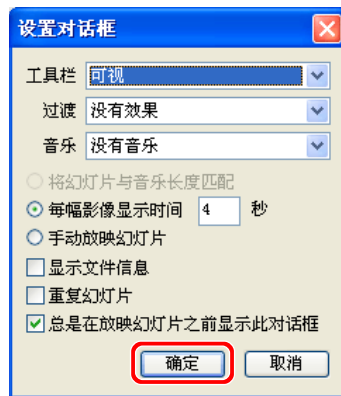 设置对话框
工具栏 可视
过渡 没有效果
音乐 没有音乐
将幻灯片与音乐长度匹配
每幅影像显示时间 4 秒
手动放映幻灯片
显示文件信息
重复幻灯片
总是在放映幻灯片之前显示此对话框
确定 取消